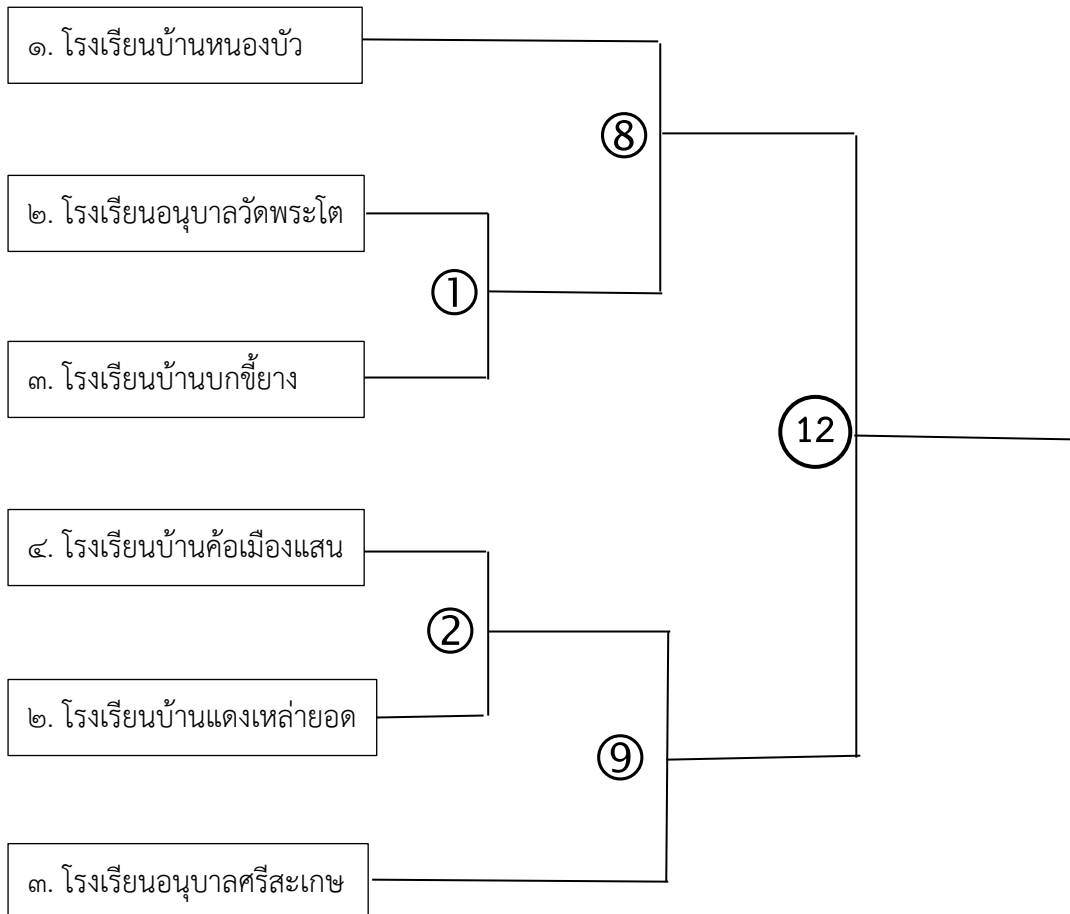 ๑. โรงเรียนบ้านหนองบัว
8
๒. โรงเรียนอนุบาลวัดพระโต
1
๓. โรงเรียนบ้านบกขี้ยาง
12
๔. โรงเรียนบ้านค้อเมืองแสน
2
๒. โรงเรียนบ้านแดงเหล่ายอด
9
๓. โรงเรียนอนุบาลศรีสะเกษ